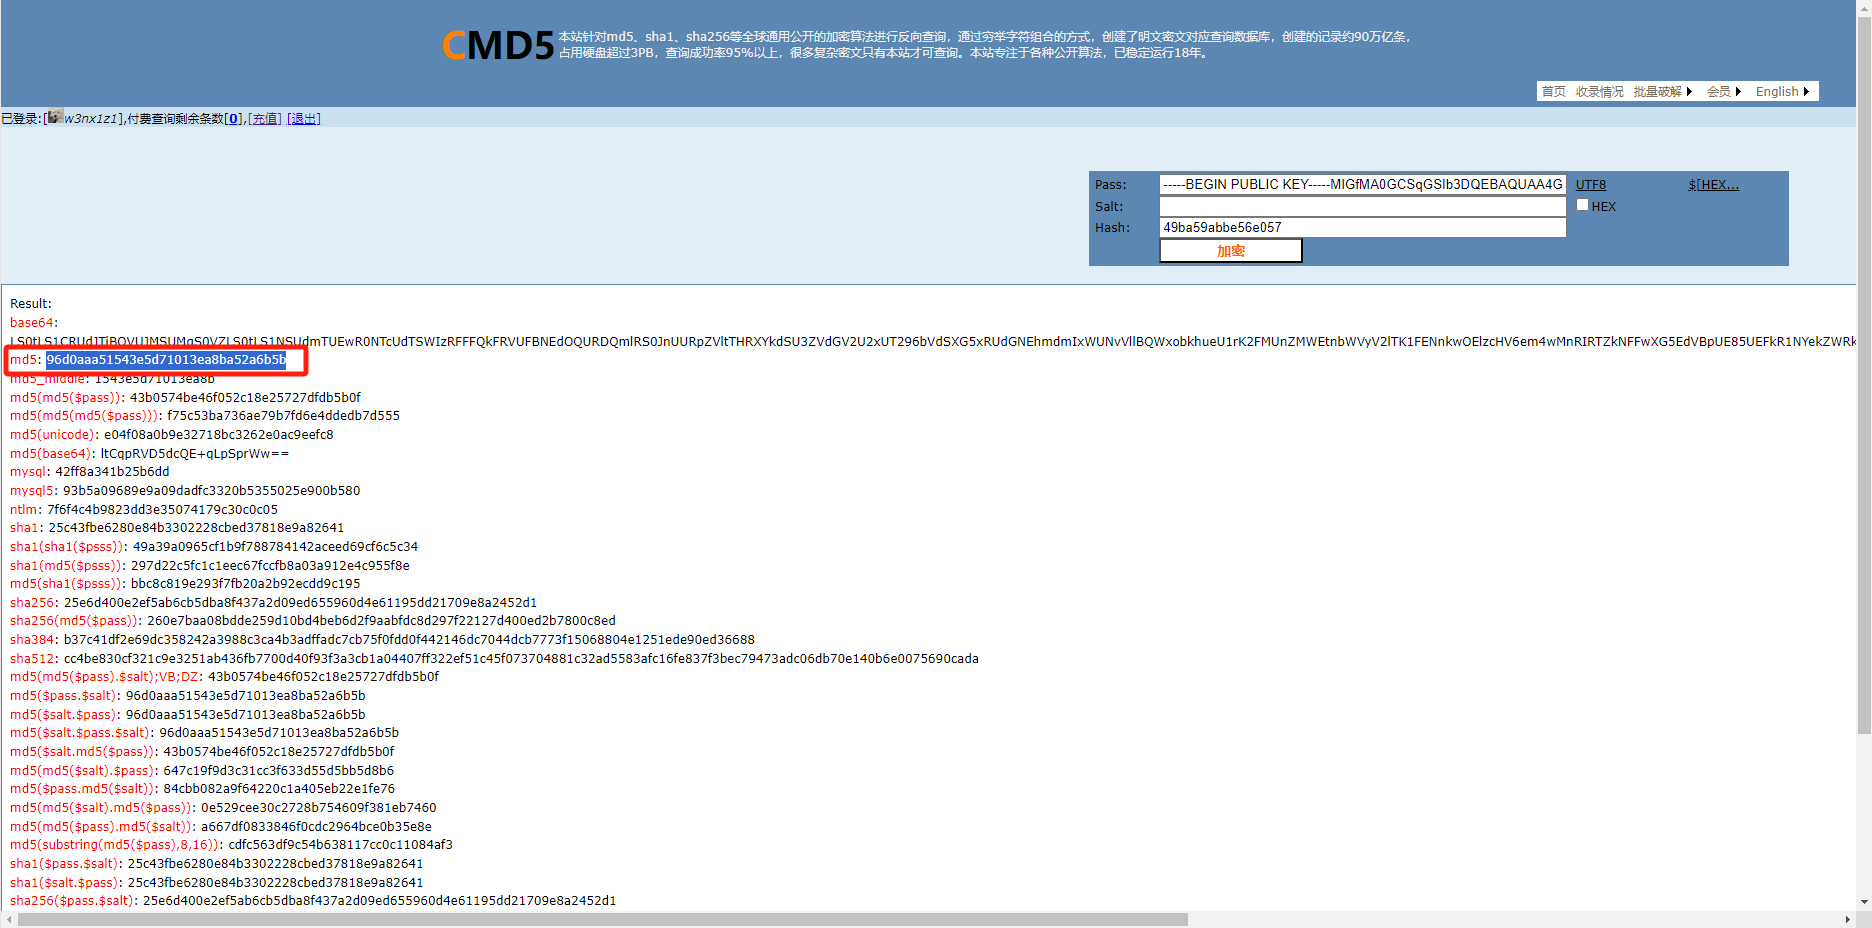 CMD5 本站针对md5、sha1、sha256等全球通用公开的加密算法进行反向查询，通过穷举字符组合的方式，创建了明文密文对应查询数据库，创建的记录约90万亿条，
占用硬盘超过3PB，查询成功率95%以上，很多复杂密文只有本站才可查询。本站专注于各种公开算法，已稳定运行18年。
首页 收录情况 批量破解 会员 English
已登录:[w3nx1z1],付费查询剩余条数[0],[充值] [退出]
Pass: -----BEGIN PUBLIC KEY-----MIGfMA0GCSqGSIb3DQEBAQUAA4G UTF8 $[HEX...
Salt: HEX
Hash: 49ba59abbe56e057
加密
Result:
base64:
md5: 96d0aaa51543e5d71013ea8ba52a6b5b
md5_middle: 1543e5d71013ea8b
md5(md5($pass)): 43b0574be46f052c18e25727dfdb5b0f
md5(md5(md5($pass))): f75c53ba736ae79b7fd6e4ddedb7d555
md5(unicode): e04f08a0b9e32718bc3262e0ac9eefc8
md5(base64): ltCqpRVD5dcQE+qLpSprWw==
mysql: 42ff8a341b25b6dd
mysql5: 93b5a09689e9a09dadfc3320b5355025e900b580
ntlm: 7f6f4c4b9823dd3e35074179c30c0c05
sha1: 25c43fbe6280e84b3302228cbed37818e9a82641
sha1(sha1($psss)): 49a39a0965cf1b9f788784142aceed69cf6c5c34
sha1(md5($psss)): 297d22c5fc1c1eec67fccfb8a03a912e4c955f8e
md5(sha1($psss)): bbc8c819e293f7fb20a2b92ecdd9c195
sha256: 25e6d400e2ef5ab6cb5dba8f437a2d09ed655960d4e61195dd21709e8a2452d1
sha256(md5($pass)): 260e7baa08bdde259d10bd4beb6d2f9aabfdc8d297f22127d400ed2b7800c8ed
sha384: b37c41df2e69dc358242a3988c3ca4b3adffadc7cb75f0fdd0f442146dc7044dcb7773f15068804e1251ede90ed36688
sha512: cc4be830cf321c9e3251ab436fb7700d40f93f3a3cb1a04407ff322ef51c45f073704881c32ad5583afc16fe837f3bec79473adc06db70e140b6e0075690cada
md5(md5($pass).$salt);VB;DZ: 43b0574be46f052c18e25727dfdb5b0f
md5($pass.$salt): 96d0aaa51543e5d71013ea8ba52a6b5b
md5($salt.$pass): 96d0aaa51543e5d71013ea8ba52a6b5b
md5($salt.$pass.$salt): 96d0aaa51543e5d71013ea8ba52a6b5b
md5($salt.md5($pass)): 43b0574be46f052c18e25727dfdb5b0f
md5(md5($salt).$pass): 647c19f9d3c31cc3f633d55d5bb5d8b6
md5($pass.md5($salt)): 84cbb082a9f64220c1a405eb22e1fe76
md5(md5($salt).md5($pass)): 0e529cee30c2728b754609f381eb7460
md5(md5($pass).md5($salt)): a667df0833846f0cdc2964bce0b35e8e
md5(substring(md5($pass),8,16)): cdfc563df9c54b638117cc0c11084af3
sha1($pass.$salt): 25c43fbe6280e84b3302228cbed37818e9a82641
sha1($salt.$pass): 25c43fbe6280e84b3302228cbed37818e9a82641
sha256($pass.$salt): 25e6d400e2ef5ab6cb5dba8f437a2d09ed655960d4e61195dd21709e8a2452d1